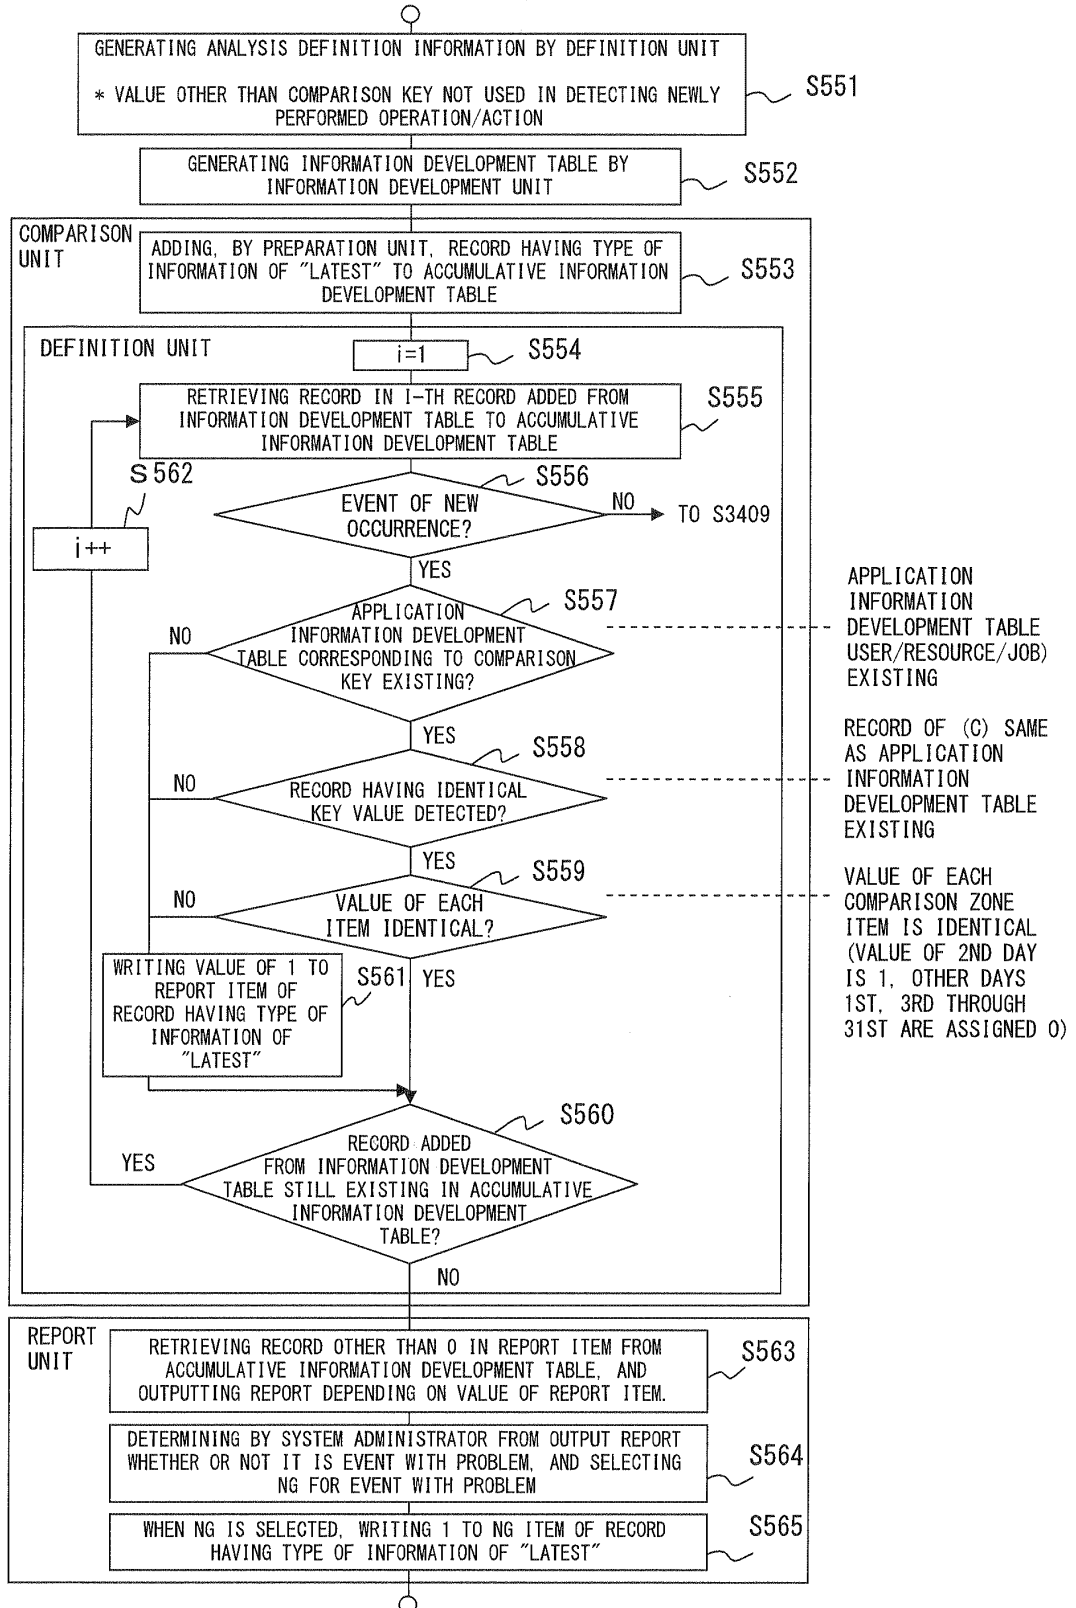 GENERATING ANALYSIS DEFINITION INFORMATION BY DEFINITION UNIT
* VALUE OTHER THAN COMPARISON KEY NOT USED IN DETECTING NEWLY
PERFORMED OPERATION/ACTION
S551
GENERATING INFORMATION DEVELOPMENT TABLE BY
INFORMATION DEVELOPMENT UNIT
S552
COMPARISON
UNIT
ADDING, BY PREPARATION UNIT, RECORD HAVING TYPE OF
INFORMATION OF "LATEST" TO ACCUMULATIVE INFORMATION
DEVELOPMENT TABLE
S553
DEFINITION UNIT
i=1
S554
RETRIEVING RECORD IN I-TH RECORD ADDED FROM
INFORMATION DEVELOPMENT TABLE TO ACCUMULATIVE
INFORMATION DEVELOPMENT TABLE
S555
S562
i++
S556
EVENT OF NEW
OCCURRENCE?
NO
TO S3409
YES
S557
APPLICATION
INFORMATION DEVELOPMENT
TABLE CORRESPONDING TO COMPARISON
KEY EXISTING?
NO
APPLICATION
INFORMATION
DEVELOPMENT TABLE
USER/RESOURCE/JOB)
EXISTING
YES
S558
RECORD HAVING IDENTICAL
KEY VALUE DETECTED?
NO
RECORD OF (C) SAME
AS APPLICATION
INFORMATION
DEVELOPMENT TABLE
EXISTING
YES
S559
VALUE OF EACH
ITEM IDENTICAL?
NO
VALUE OF EACH
COMPARISON ZONE
ITEM IS IDENTICAL
(VALUE OF 2ND DAY
IS 1, OTHER DAYS
1ST, 3RD THROUGH
31ST ARE ASSIGNED 0)
YES
WRITING VALUE OF 1 TO
REPORT ITEM OF
RECORD HAVING TYPE OF
INFORMATION OF
"LATEST"
S561
S560
RECORD ADDED
FROM INFORMATION DEVELOPMENT
TABLE STILL EXISTING IN ACCUMULATIVE
INFORMATION DEVELOPMENT
TABLE?
YES
NO
REPORT
UNIT
RETRIEVING RECORD OTHER THAN 0 IN REPORT ITEM FROM
ACCUMULATIVE INFORMATION DEVELOPMENT TABLE, AND
OUTPUTTING REPORT DEPENDING ON VALUE OF REPORT ITEM.
S563
DETERMINING BY SYSTEM ADMINISTRATOR FROM OUTPUT REPORT
WHETHER OR NOT IT IS EVENT WITH PROBLEM, AND SELECTING
NG FOR EVENT WITH PROBLEM
S564
WHEN NG IS SELECTED, WRITING 1 TO NG ITEM OF RECORD
HAVING TYPE OF INFORMATION OF "LATEST"
S565